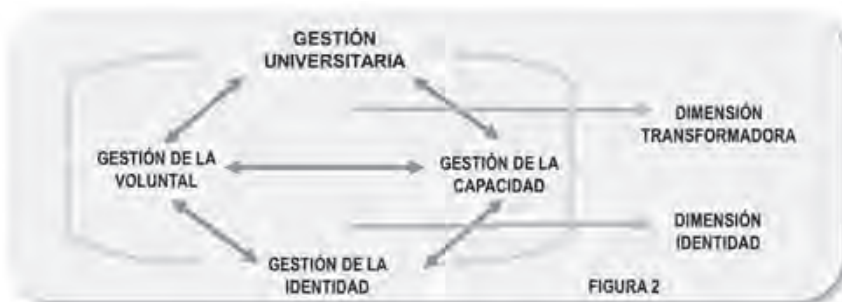 GESTIÓN
UNIVERSITARIA
DIMENSIÓN
TRANSFORMADORA
GESTIÓN DE LA
VOLUNTAL
GESTIÓN DE LA
CAPACIDAD
DIMENSIÓN
IDENTIDAD
GESTIÓN DE LA
IDENTIDAD
FIGURA 2